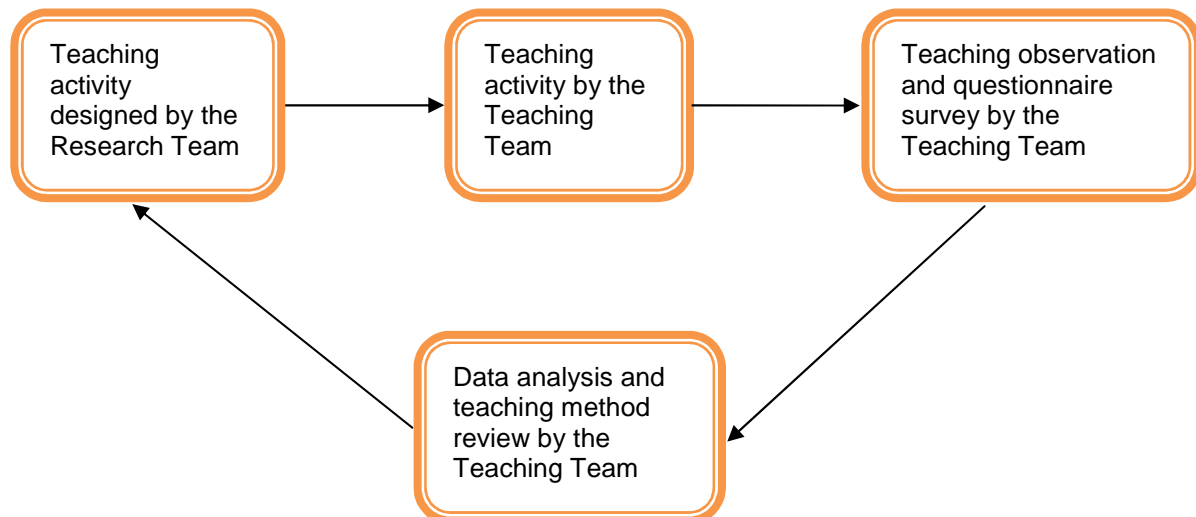 Teaching
activity
designed by the
Research Team
Teaching
activity by the
Teaching
Team
Teaching observation
and questionnaire
survey by the
Teaching Team
Data analysis and
teaching method
review by the
Teaching Team